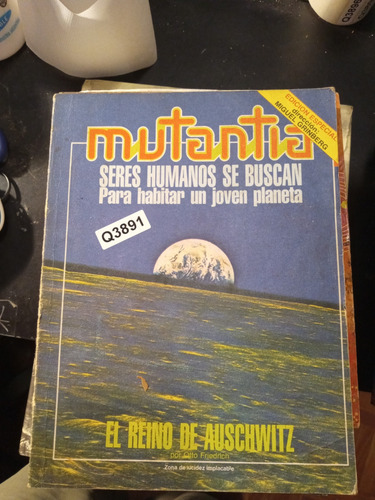 Q3891
EDICION ESPECIAL
dirección:
MIGUEL GRINBERG
mutantia
SERES HUMANOS SE BUSCAN
Para habitar un joven planeta
Q3891
EL REINO DE AUSCHWITZ
por Otto Friedrich
Zona de lucidez implacable